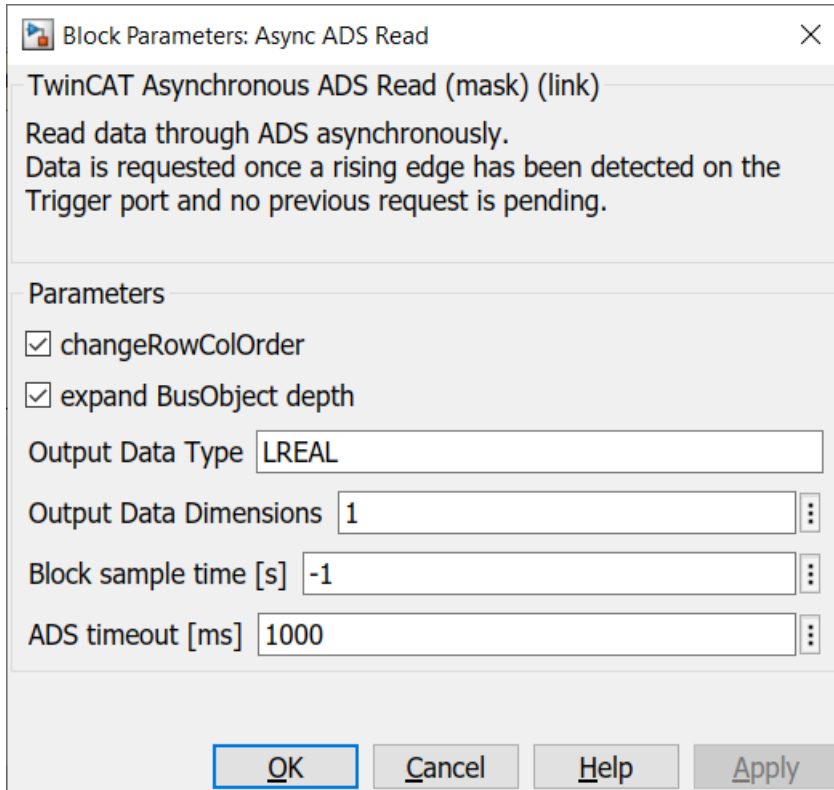 Block Parameters: Async ADS Read
TwinCAT Asynchronous ADS Read (mask) (link)
Read data through ADS asynchronously.
Data is requested once a rising edge has been detected on the
Trigger port and no previous request is pending.
Parameters
changeRowColOrder
expand BusObject depth
Output Data Type LREAL
Output Data Dimensions 1
Block sample time [s] -1
ADS timeout [ms] 1000
OK Cancel Help Apply